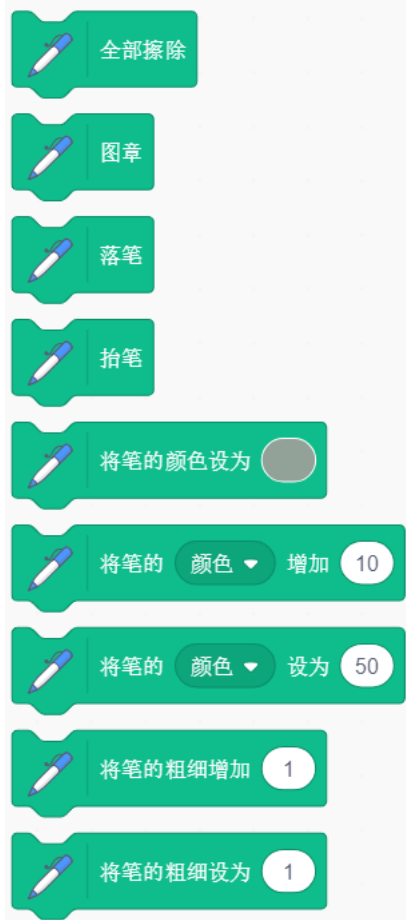 全部擦除
图章
落笔
抬笔
将笔的颜色设为
将笔的 颜色 增加 10
将笔的 颜色 设为 50
将笔的粗细增加 1
将笔的粗细设为 1